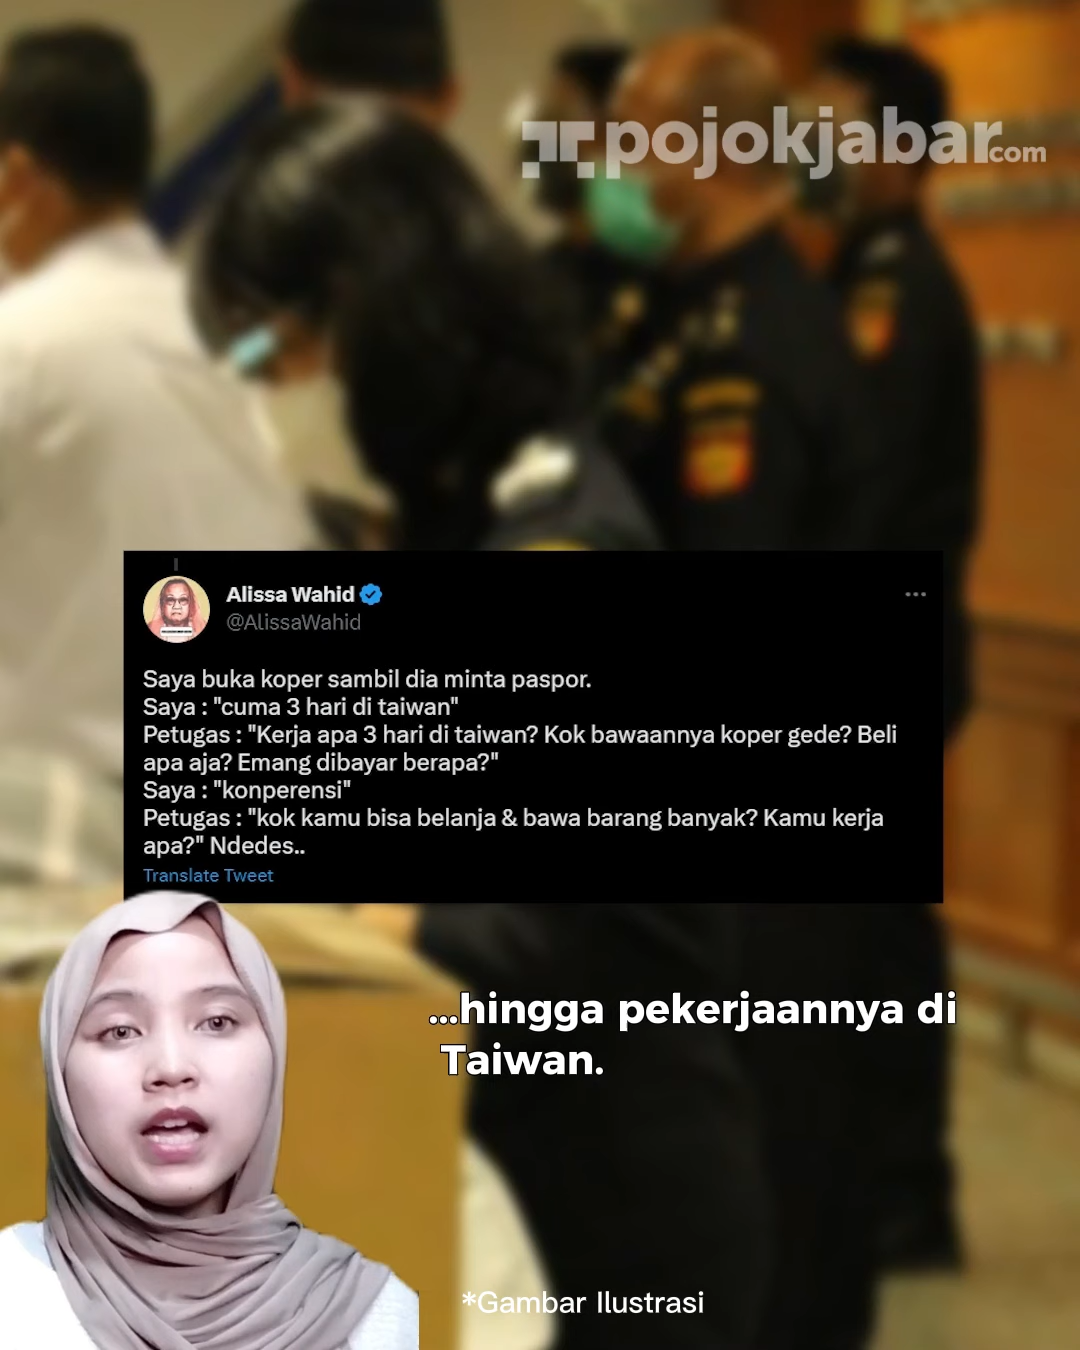 pojokjabar.com
Alissa Wahid
@AlissaWahid
Saya buka koper sambil dia minta paspor.
Saya : "cuma 3 hari di taiwan"
Petugas : "Kerja apa 3 hari di taiwan? Kok bawaannya koper gede? Beli
apa aja? Emang dibayar berapa?"
Saya : "konperensi"
Petugas : "kok kamu bisa belanja & bawa barang banyak? Kamu kerja
apa?" Ndedes..
Translate Tweet
...hingga pekerjaannya di
Taiwan.
*Gambar Ilustrasi